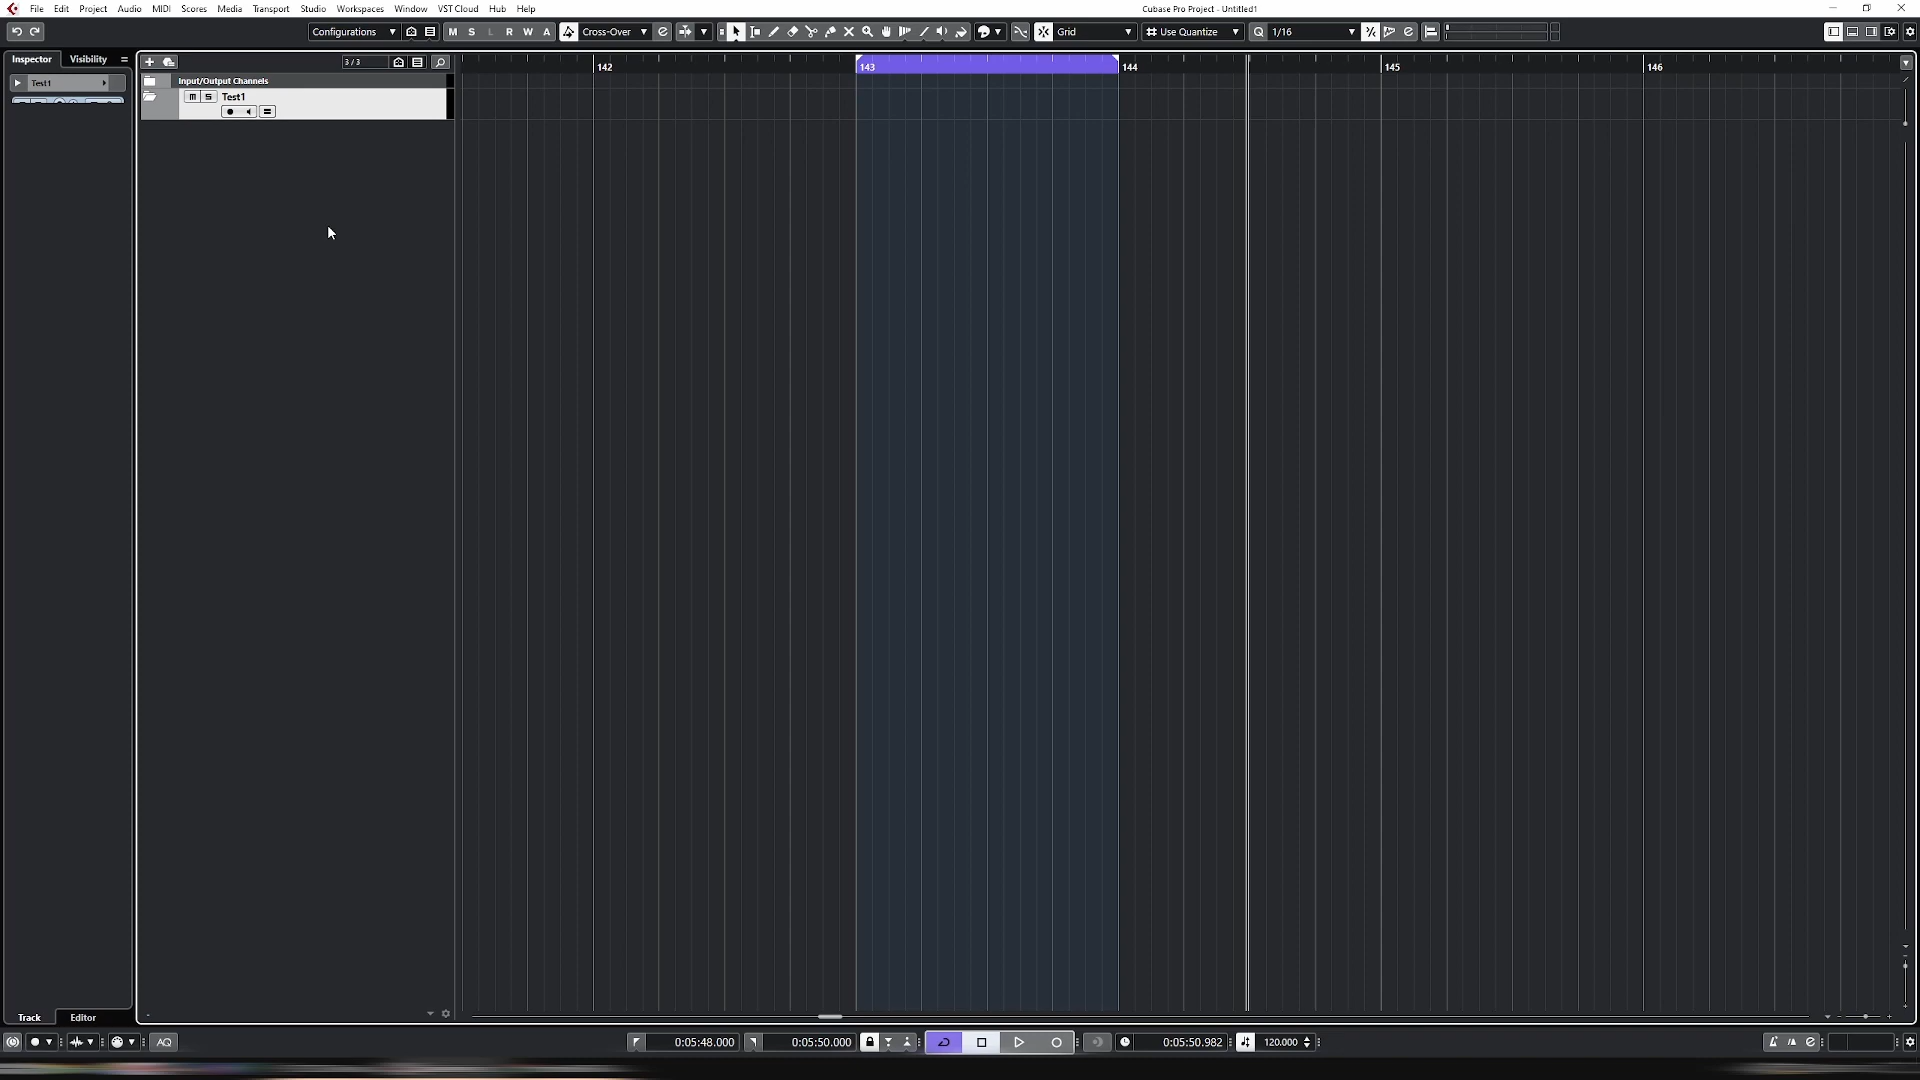 File Edit Project Audio MIDI Scores Media Transport Studio Workspaces Window VST Cloud Hub Help
Cubase Pro Project - Untitled1
Configurations M S L R W A Cross-Over Grid Use Quantize Q 1/16
Inspector Visibility
3 / 3
142 143 144 145 146
Test1
Input/Output Channels
m S Test1
Track Editor
AQ
0:05:48.000 0:05:50.000 0:05:50.982 120.000